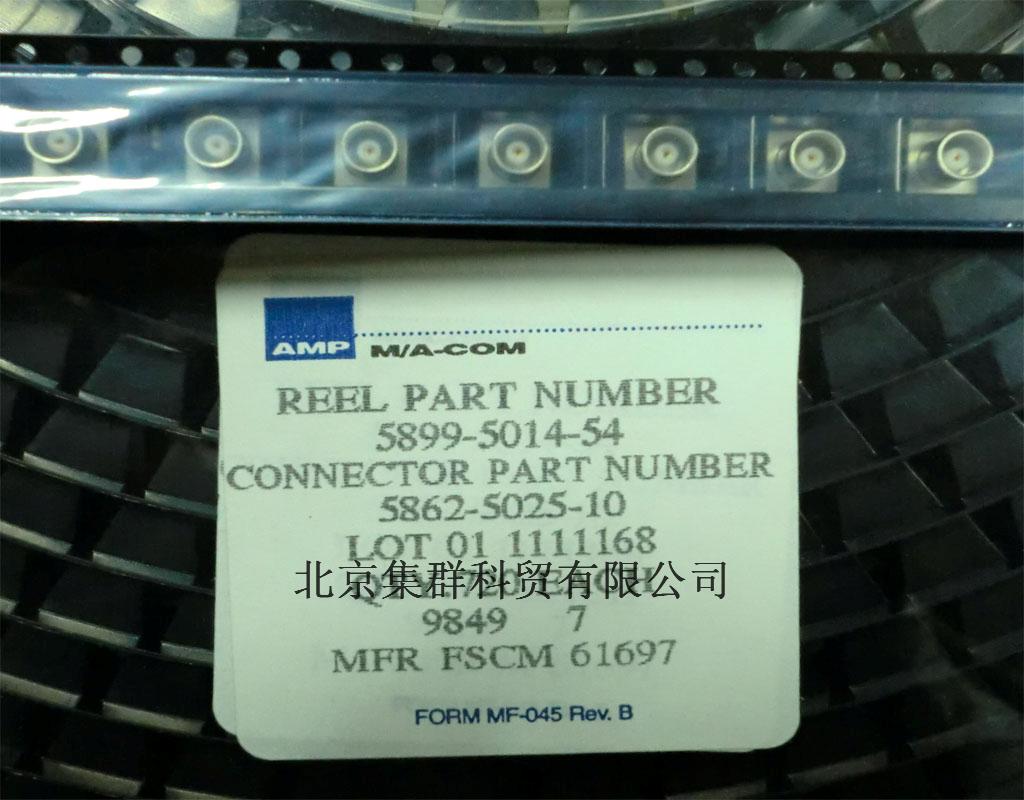 AMP M/A-COM
REEL PART NUMBER
5899-5014-54
CONNECTOR PART NUMBER
5862-5025-10
LOT 01 1111168
北京集群科贸有限公司
QTY
9849 7
MFR FSCM 61697
FORM MF-045 Rev. B